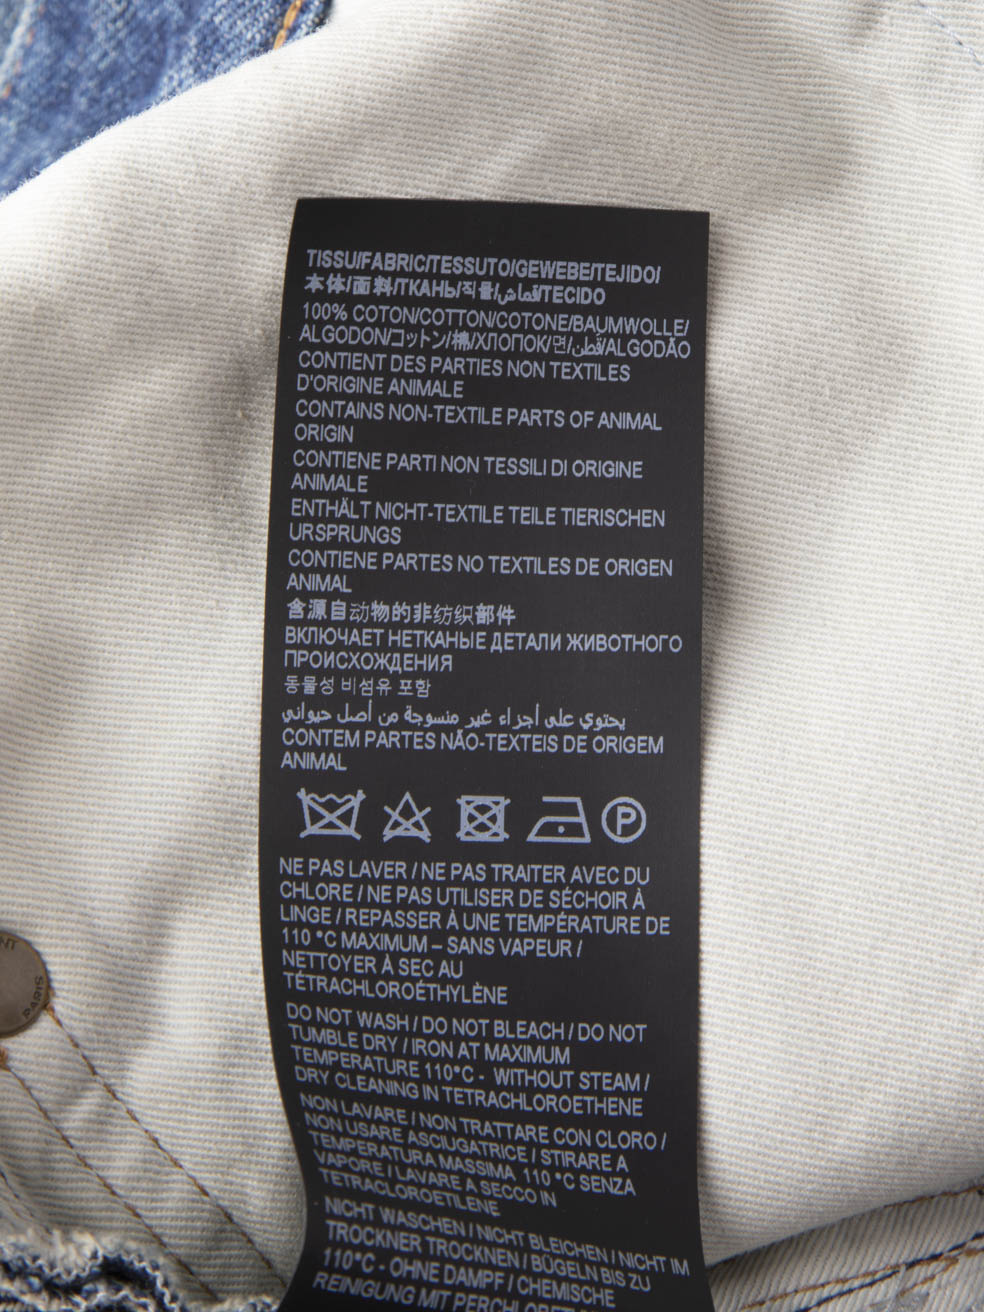 TISSU/FABRIC/TESSUTO/GEWEBE/TEJIDO/
本体/面料/ТКАНЬ/직물/قماش/TECIDO
100% COTON/COTTON/COTONE/BAUMWOLLE/
ALGODON/コットン/棉/ХЛОПОК/면/قطن/ALGODÃO
CONTIENT DES PARTIES NON TEXTILES
D'ORIGINE ANIMALE
CONTAINS NON-TEXTILE PARTS OF ANIMAL
ORIGIN
CONTIENE PARTI NON TESSILI DI ORIGINE
ANIMALE
ENTHÄLT NICHT-TEXTILE TEILE TIERISCHEN
URSPRUNGS
CONTIENE PARTES NO TEXTILES DE ORIGEN
ANIMAL
含源自动物的非纺织部件
ВКЛЮЧАЕТ НЕТКАНЫЕ ДЕТАЛИ ЖИВОТНОГО
ПРОИСХОЖДЕНИЯ
동물성 비섬유 포함
يحتوي على أجزاء غير منسوجة من أصل حيواني
CONTEM PARTES NÃO-TEXTEIS DE ORIGEM
ANIMAL
P
NE PAS LAVER / NE PAS TRAITER AVEC DU
CHLORE / NE PAS UTILISER DE SÉCHOIR À
LINGE / REPASSER À UNE TEMPÉRATURE DE
110 °C MAXIMUM – SANS VAPEUR /
NETTOYER À SEC AU
TÉTRACHLOROÉTHYLÈNE
DO NOT WASH / DO NOT BLEACH / DO NOT
TUMBLE DRY / IRON AT MAXIMUM
TEMPERATURE 110°C - WITHOUT STEAM /
DRY CLEANING IN TETRACHLOROETHENE
NON LAVARE / NON TRATTARE CON CLORO /
NON USARE ASCIUGATRICE / STIRARE A
TEMPERATURA MASSIMA 110 °C SENZA
VAPORE / LAVARE A SECCO IN
TETRACLOROETILENE
NICHT WASCHEN / NICHT BLEICHEN / NICHT IM
TROCKNER TROCKNEN / BÜGELN BIS ZU
110°C - OHNE DAMPF / CHEMISCHE
REINIGUNG MIT
NT
PARIS